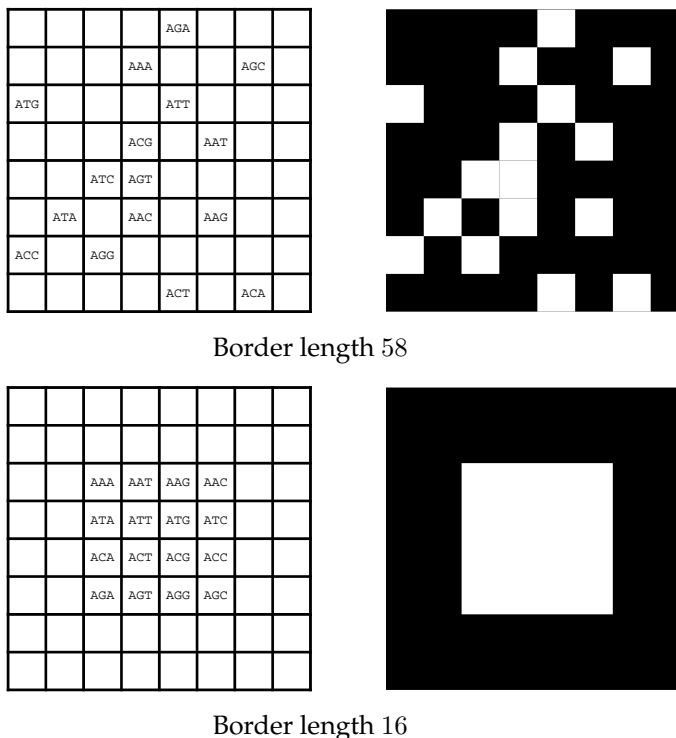 AGA
AAA AGC
ATG ATT
ACG AAT
ATC AGT
ATA AAC AAG
ACC AGG
ACT ACA
Border length 58
AAA AAT AAG AAC
ATA ATT ATG ATC
ACA ACT ACG ACC
AGA AGT AGG AGC
Border length 16